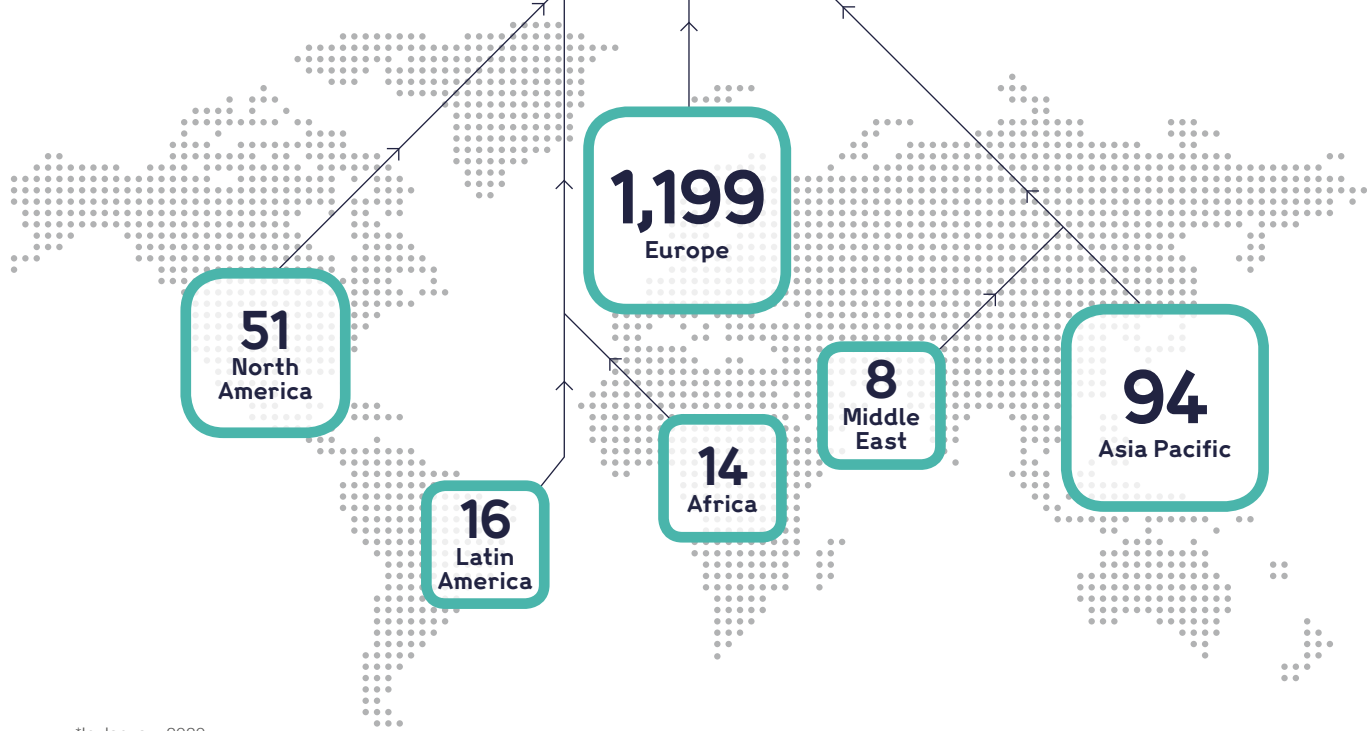 1,199
Europe
51
North
America
8
Middle
East
94
Asia Pacific
14
Africa
16
Latin
America